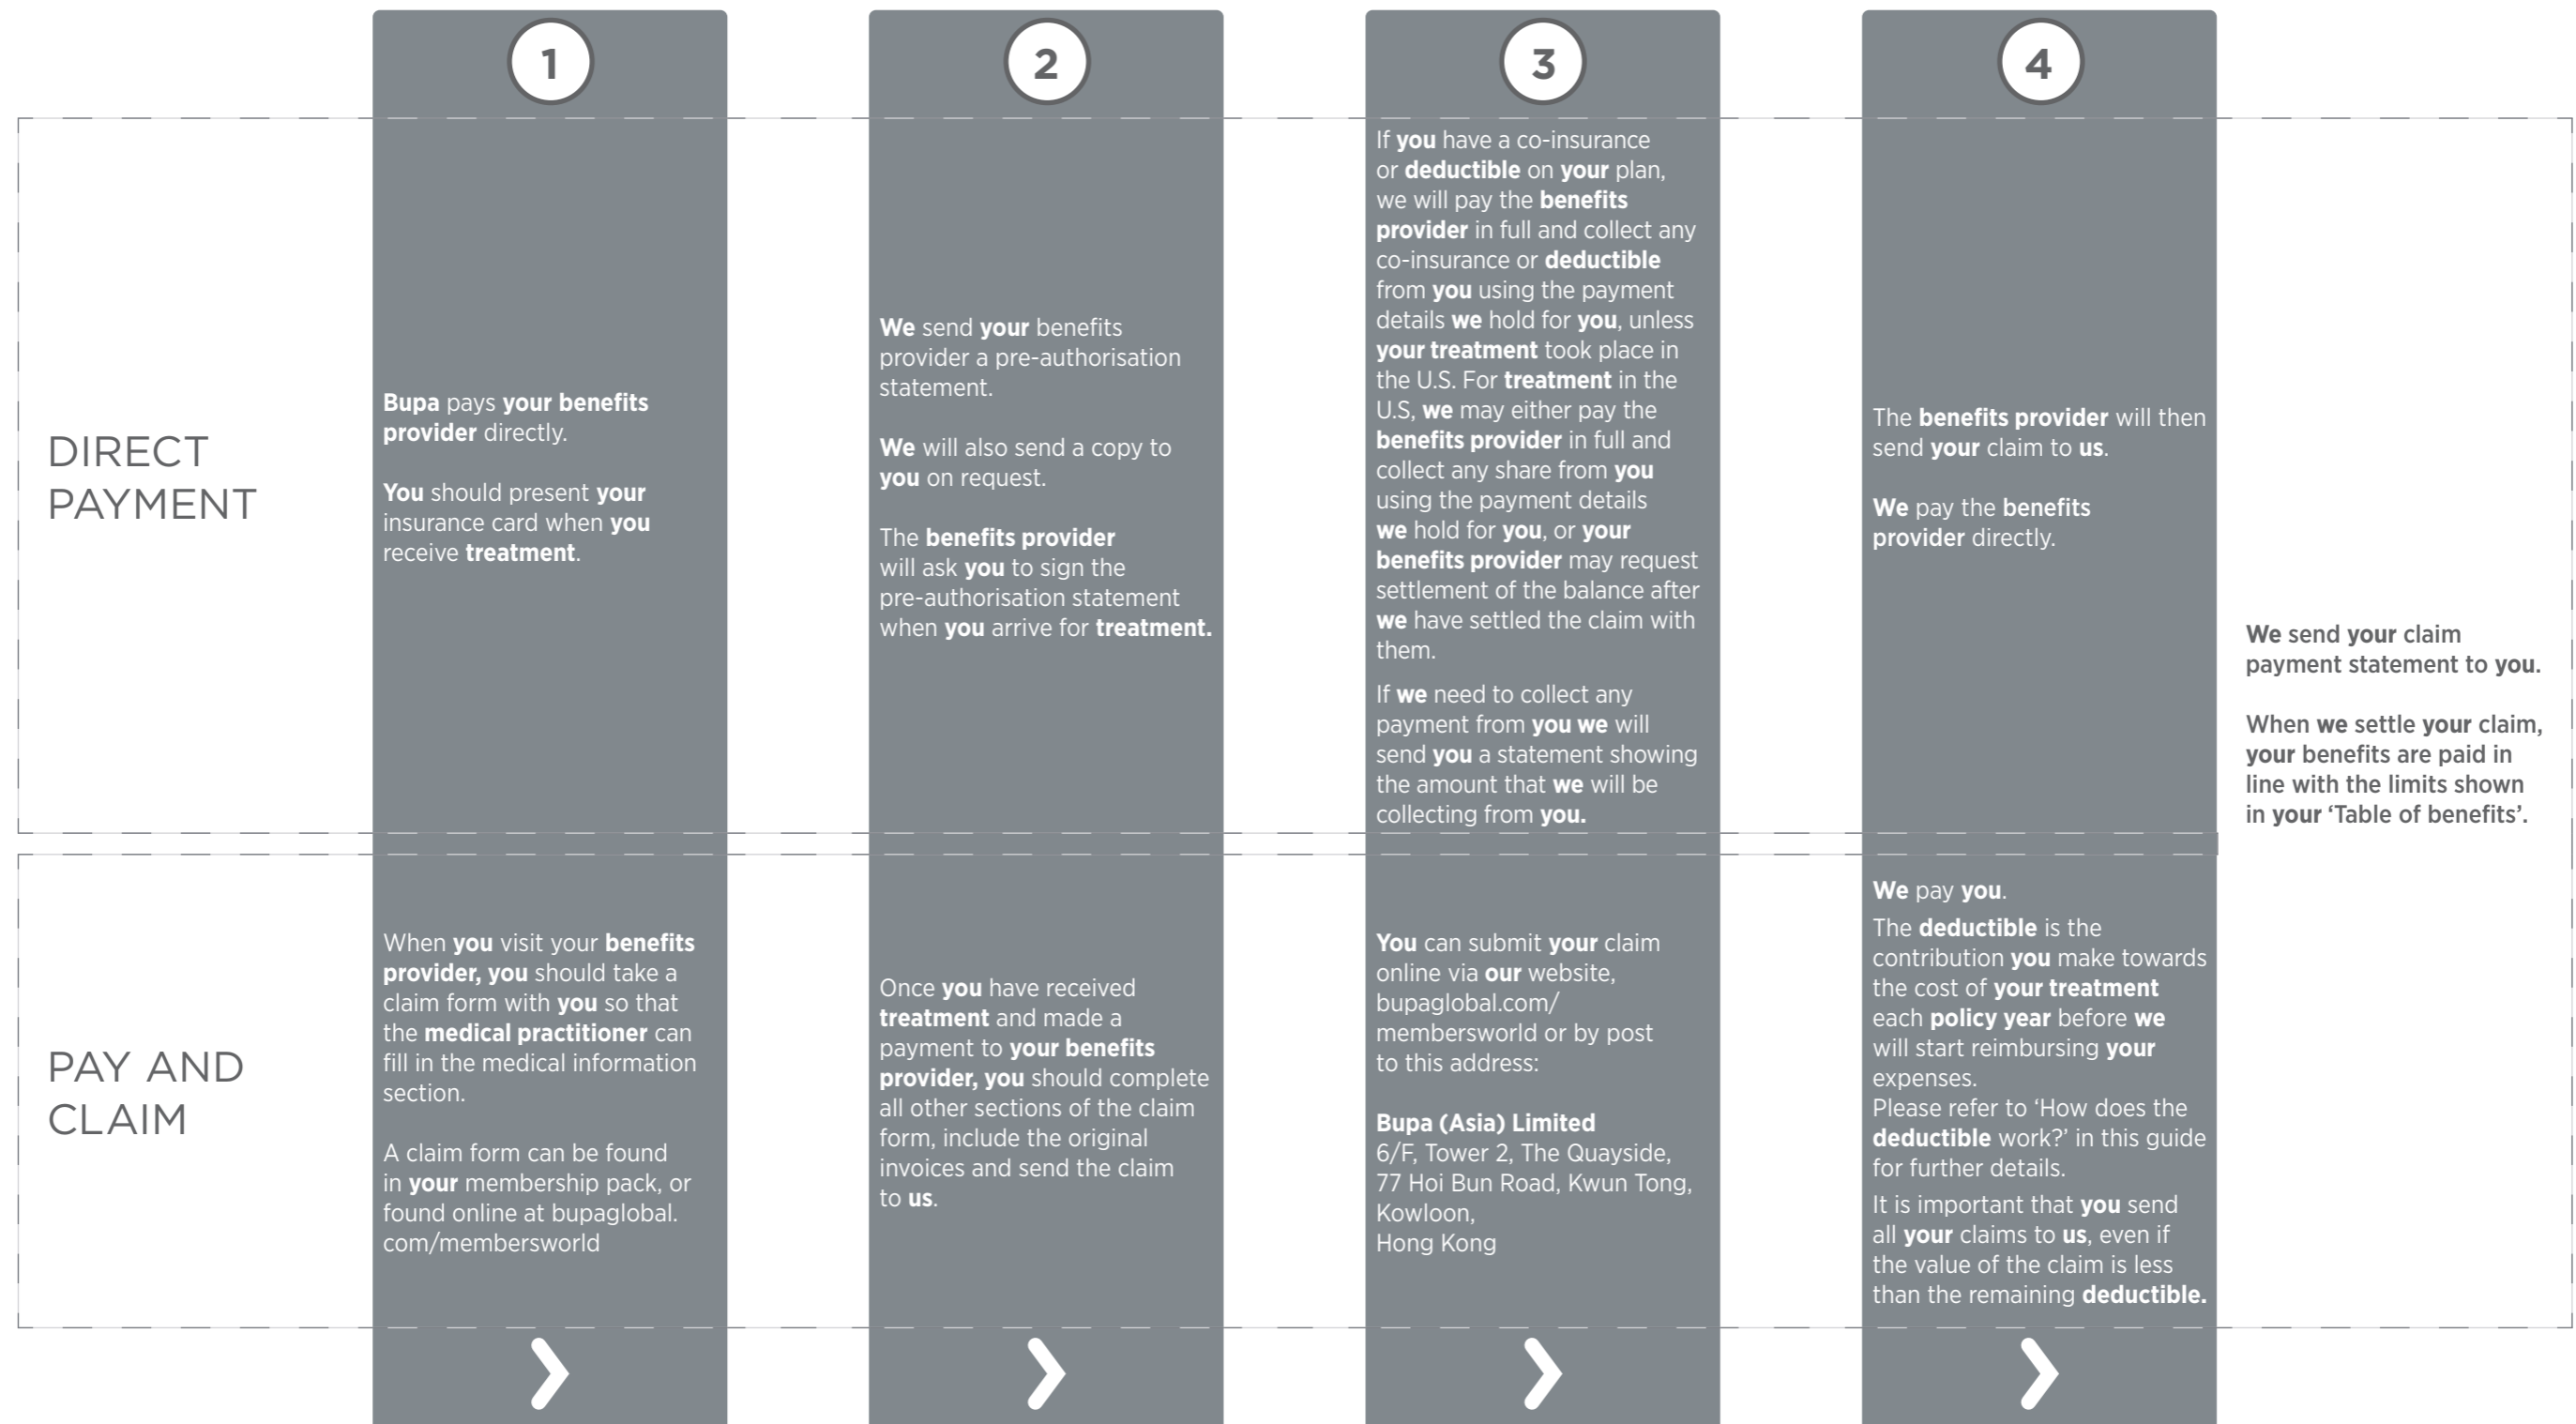 1
2
3
4
DIRECT
PAYMENT
Bupa pays your benefits
provider directly.
You should present your
insurance card when you
receive treatment.
We send your benefits
provider a pre-authorisation
statement.
We will also send a copy to
you on request.
The benefits provider
will ask you to sign the
pre-authorisation statement
when you arrive for treatment.
If you have a co-insurance
or deductible on your plan,
we will pay the benefits
provider in full and collect any
co-insurance or deductible
from you using the payment
details we hold for you, unless
your treatment took place in
the U.S. For treatment in the
U.S, we may either pay the
benefits provider in full and
collect any share from you
using the payment details
we hold for you, or your
benefits provider may request
settlement of the balance after
we have settled the claim with
them.
If we need to collect any
payment from you we will
send you a statement showing
the amount that we will be
collecting from you.
The benefits provider will then
send your claim to us.
We pay the benefits
provider directly.
We send your claim
payment statement to you.
When we settle your claim,
your benefits are paid in
line with the limits shown
in your ‘Table of benefits’.
PAY AND
CLAIM
When you visit your benefits
provider, you should take a
claim form with you so that
the medical practitioner can
fill in the medical information
section.
A claim form can be found
in your membership pack, or
found online at bupaglobal.
com/membersworld
Once you have received
treatment and made a
payment to your benefits
provider, you should complete
all other sections of the claim
form, include the original
invoices and send the claim
to us.
You can submit your claim
online via our website,
bupaglobal.com/
membersworld or by post
to this address:
Bupa (Asia) Limited
6/F, Tower 2, The Quayside,
77 Hoi Bun Road, Kwun Tong,
Kowloon,
Hong Kong
We pay you.
The deductible is the
contribution you make towards
the cost of your treatment
each policy year before we
will start reimbursing your
expenses.
Please refer to ‘How does the
deductible work?’ in this guide
for further details.
It is important that you send
all your claims to us, even if
the value of the claim is less
than the remaining deductible.